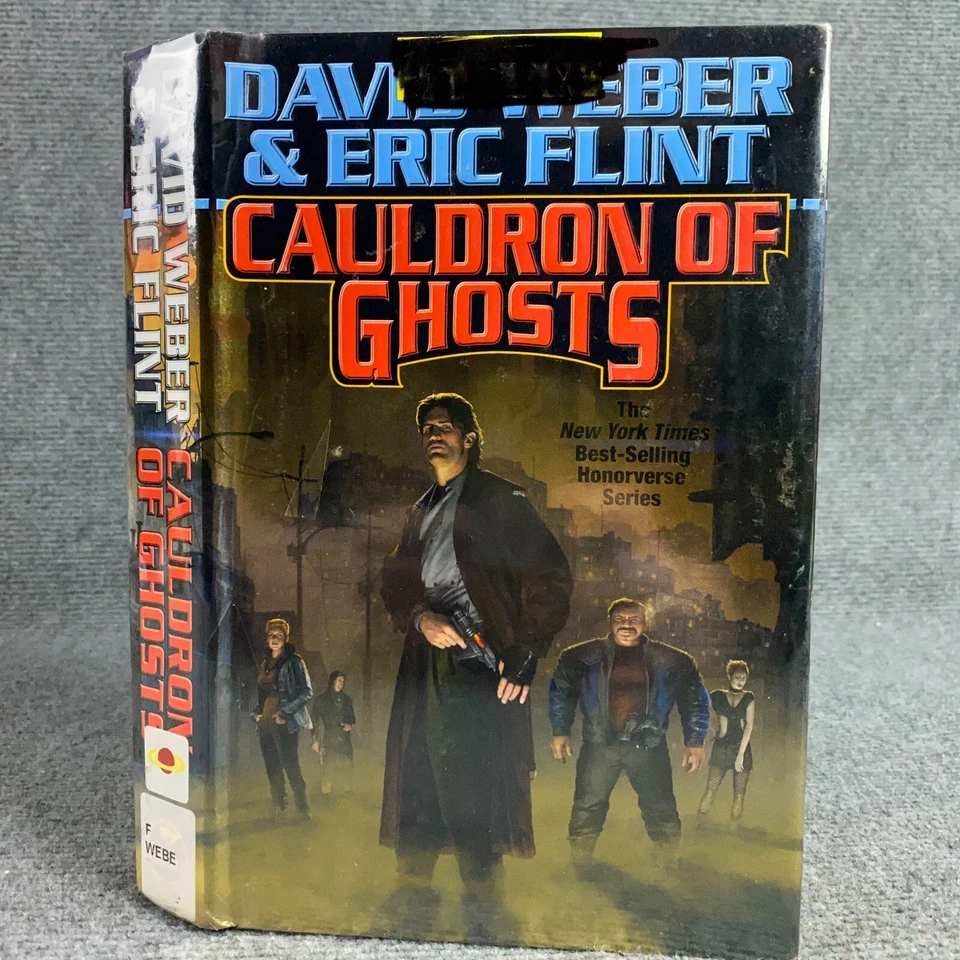 DAVID WEBER
& ERIC FLINT
CAULDRON OF
GHOSTS
The
New York Times
Best-Selling
Honorverse
Series
DAVID WEBER
& ERIC FLINT
CAULDRON
OF GHOSTS
F
WEBE